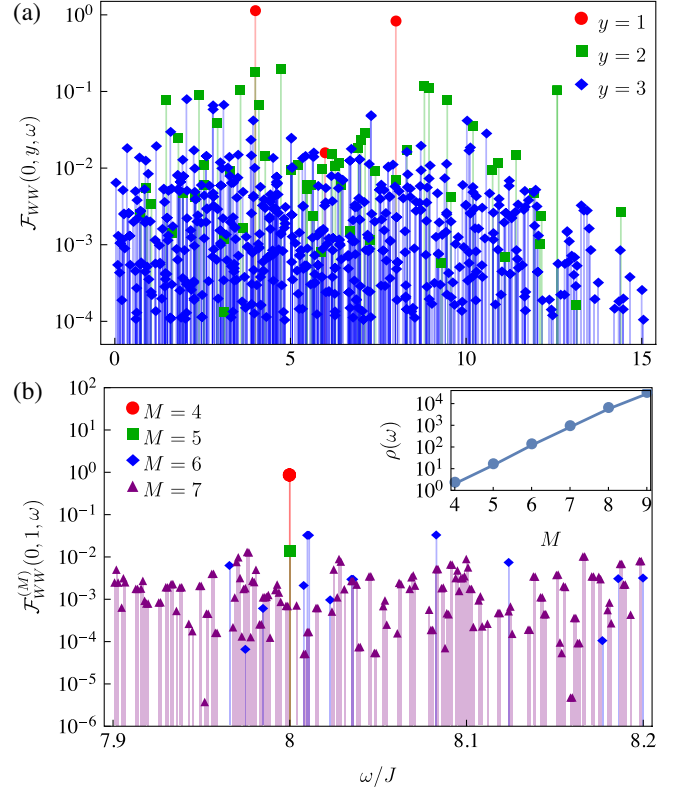 (a)
10^0
10^-1
10^-2
10^-3
10^-4
F_WW(0, y, ω)
y = 1
y = 2
y = 3
0 5 10 15
(b)
10^2
10^1
10^0
10^-1
10^-2
10^-3
10^-4
10^-5
10^-6
F_WW^(M)(0, 1, ω)
M = 4
M = 5
M = 6
M = 7
ρ(ω)
10^4
10^3
10^2
10^1
10^0
4 5 6 7 8 9
M
7.9 8 8.1 8.2
ω/J